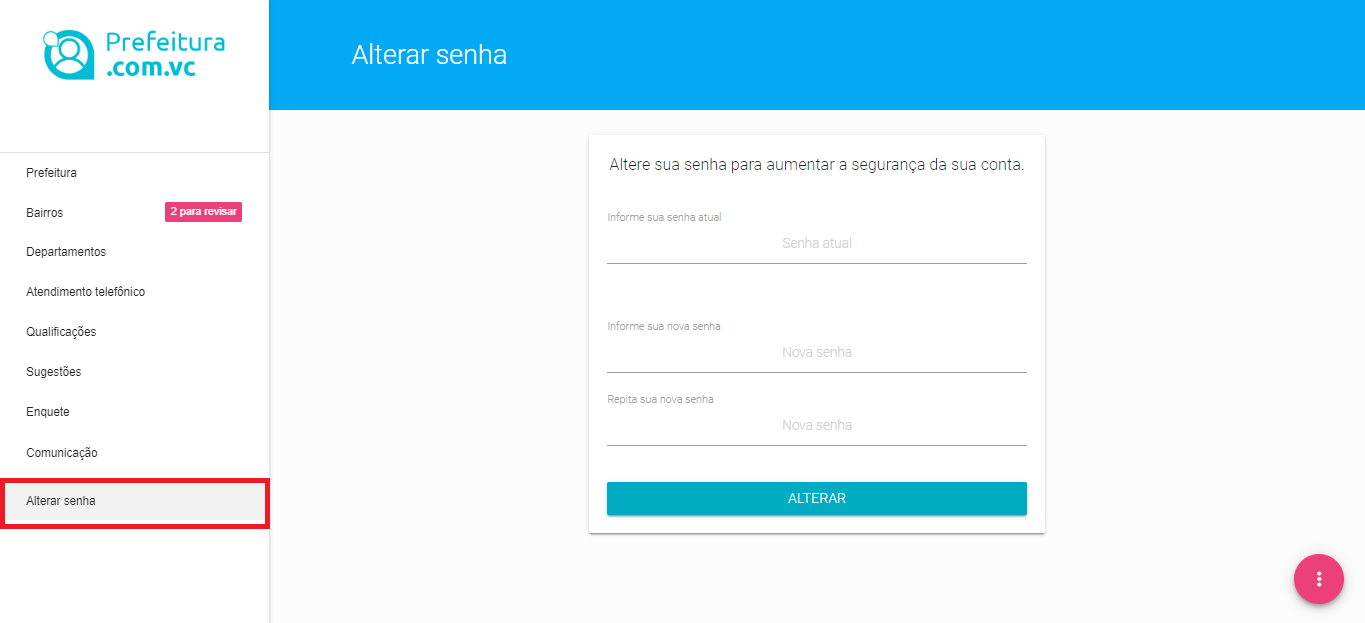 Prefeitura
.com.vc
Prefeitura
Bairros
2 para revisar
Departamentos
Atendimento telefônico
Qualificações
Sugestões
Enquete
Comunicação
Alterar senha
Alterar senha
Altere sua senha para aumentar a segurança da sua conta.
Informe sua senha atual
Senha atual
Informe sua nova senha
Nova senha
Repita sua nova senha
Nova senha
ALTERAR